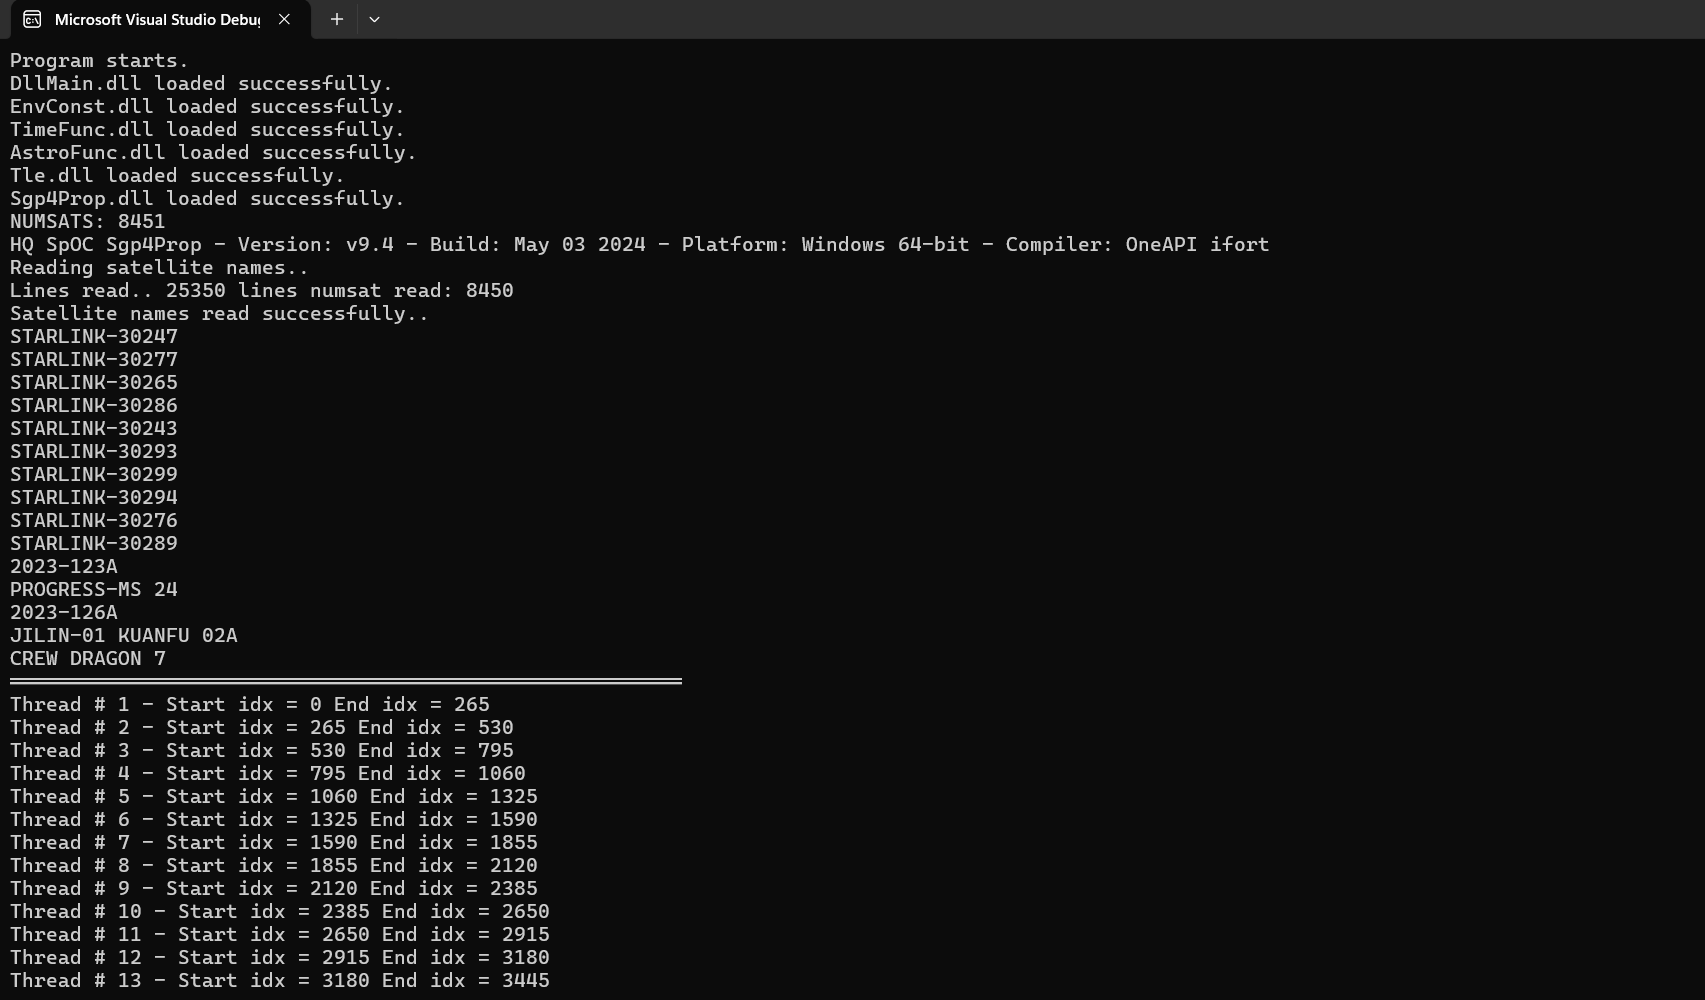 Microsoft Visual Studio Debu
Program starts.
DllMain.dll loaded successfully.
EnvConst.dll loaded successfully.
TimeFunc.dll loaded successfully.
AstroFunc.dll loaded successfully.
Tle.dll loaded successfully.
Sgp4Prop.dll loaded successfully.
NUMSATS: 8451
HQ SpOC Sgp4Prop - Version: v9.4 - Build: May 03 2024 - Platform: Windows 64-bit - Compiler: OneAPI ifort
Reading satellite names..
Lines read.. 25350 lines numsat read: 8450
Satellite names read successfully..
STARLINK-30247
STARLINK-30277
STARLINK-30265
STARLINK-30286
STARLINK-30243
STARLINK-30293
STARLINK-30299
STARLINK-30294
STARLINK-30276
STARLINK-30289
2023-123A
PROGRESS-MS 24
2023-126A
JILIN-01 KUANFU 02A
CREW DRAGON 7
Thread # 1 - Start idx = 0 End idx = 265
Thread # 2 - Start idx = 265 End idx = 530
Thread # 3 - Start idx = 530 End idx = 795
Thread # 4 - Start idx = 795 End idx = 1060
Thread # 5 - Start idx = 1060 End idx = 1325
Thread # 6 - Start idx = 1325 End idx = 1590
Thread # 7 - Start idx = 1590 End idx = 1855
Thread # 8 - Start idx = 1855 End idx = 2120
Thread # 9 - Start idx = 2120 End idx = 2385
Thread # 10 - Start idx = 2385 End idx = 2650
Thread # 11 - Start idx = 2650 End idx = 2915
Thread # 12 - Start idx = 2915 End idx = 3180
Thread # 13 - Start idx = 3180 End idx = 3445